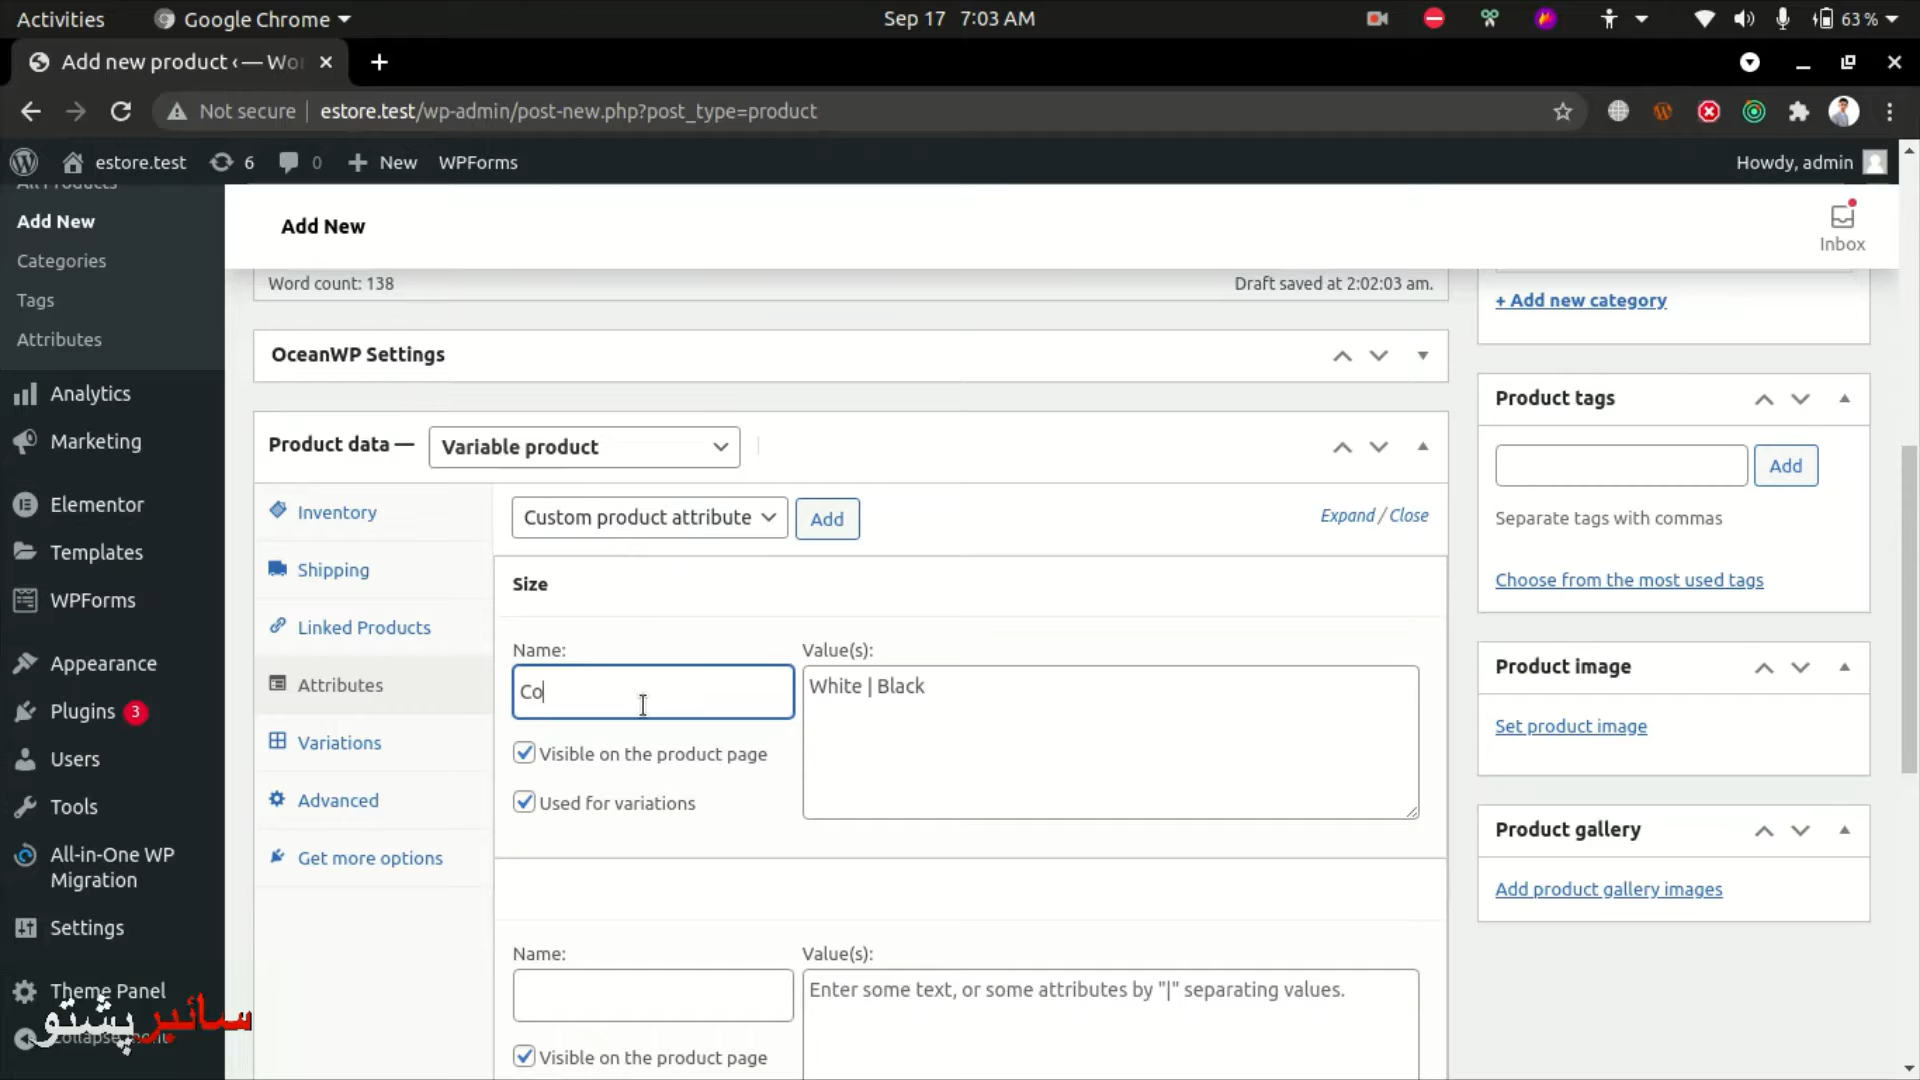 Activities
Google Chrome
Sep 17 7:03 AM
63 %
Add new product ‹ — Wo
Not secure
estore.test/wp-admin/post-new.php?post_type=product
estore.test
6
0
New
WPForms
Howdy, admin
All Products
Add New
Categories
Tags
Attributes
Analytics
Marketing
Elementor
Templates
WPForms
Appearance
Plugins 3
Users
Tools
All-in-One WP
Migration
Settings
Theme Panel
Collapse menu
سائبر پشتو
Add New
Inbox
Word count: 138
Draft saved at 2:02:03 am.
OceanWP Settings
Product data —
Variable product
Inventory
Shipping
Linked Products
Attributes
Variations
Advanced
Get more options
Custom product attribute
Add
Expand / Close
Size
Name:
Value(s):
Co
White | Black
Visible on the product page
Used for variations
Name:
Value(s):
Enter some text, or some attributes by "|" separating values.
Visible on the product page
+ Add new category
Product tags
Add
Separate tags with commas
Choose from the most used tags
Product image
Set product image
Product gallery
Add product gallery images